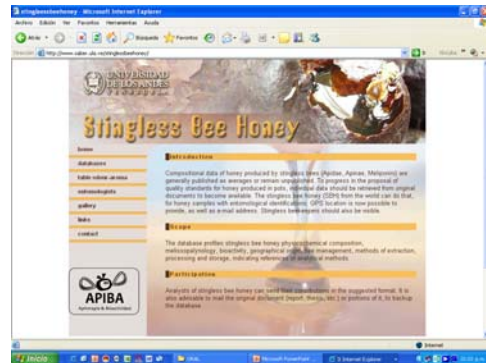 stinglessbeehoney - Microsoft Internet Explorer
Archivo Edición Ver Favoritos Herramientas Ayuda
Atrás Búsqueda Favoritos
Dirección http://www.saber.ula.ve/stinglessbeehoney/ Ir Vínculos
UNIVERSIDAD
DE LOS ANDES
VENEZUELA
Stingless Bee Honey
home
databases
table-odour-aroma
entomologists
gallery
links
contact
APIBA
Apiterapia & Bioactividad
Introduction
Compositional data of honey produced by stingless bees (Apidae, Apinae, Meliponini) are
generally published as averages or remain unpublished. To progress in the proposal of
quality standards for honey produced in pots, individual data should be retrieved from original
documents to become available. The stingless bee honey (SBH) from the world can do that,
for honey samples with entomological identifications. GPS location is now possible to
provide, as well as e-mail address. Stingless beekeepers should also be visible.
Scope
The database profiles stingless bee honey physicochemical composition,
melissopalynology, bioactivity, geographical origin, bee management, methods of extraction,
processing and storage, indicating references of analytical methods.
Participation
Analysts of stingless bee honey can send their contributions in the suggested format. It is
also advisable to mail the original document (report, thesis, etc.) or portions of it, to backup
the database.
Internet
Inicio Microsoft PowerPoint ... Internet Explorer